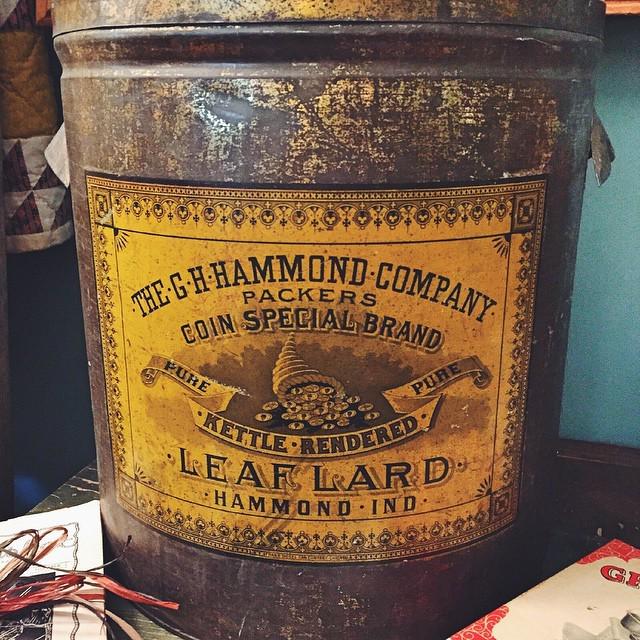 THE·G·H·HAMMOND·COMPANY
PACKERS
COIN SPECIAL BRAND
PURE PURE
·KETTLE·RENDERED·
·LEAF LARD·
·HAMMOND·IND·